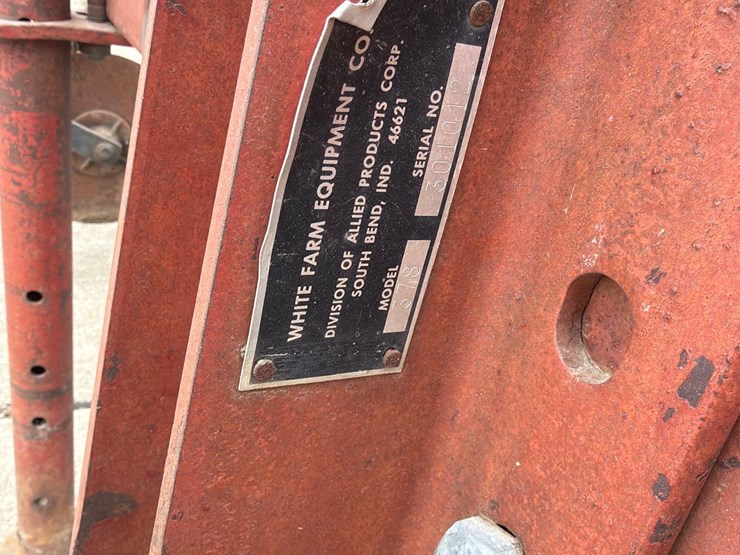 WHITE FARM EQUIPMENT CO.
DIVISION OF ALLIED PRODUCTS CORP.
SOUTH BEND, IND. 46621
MODEL SERIAL NO.
378